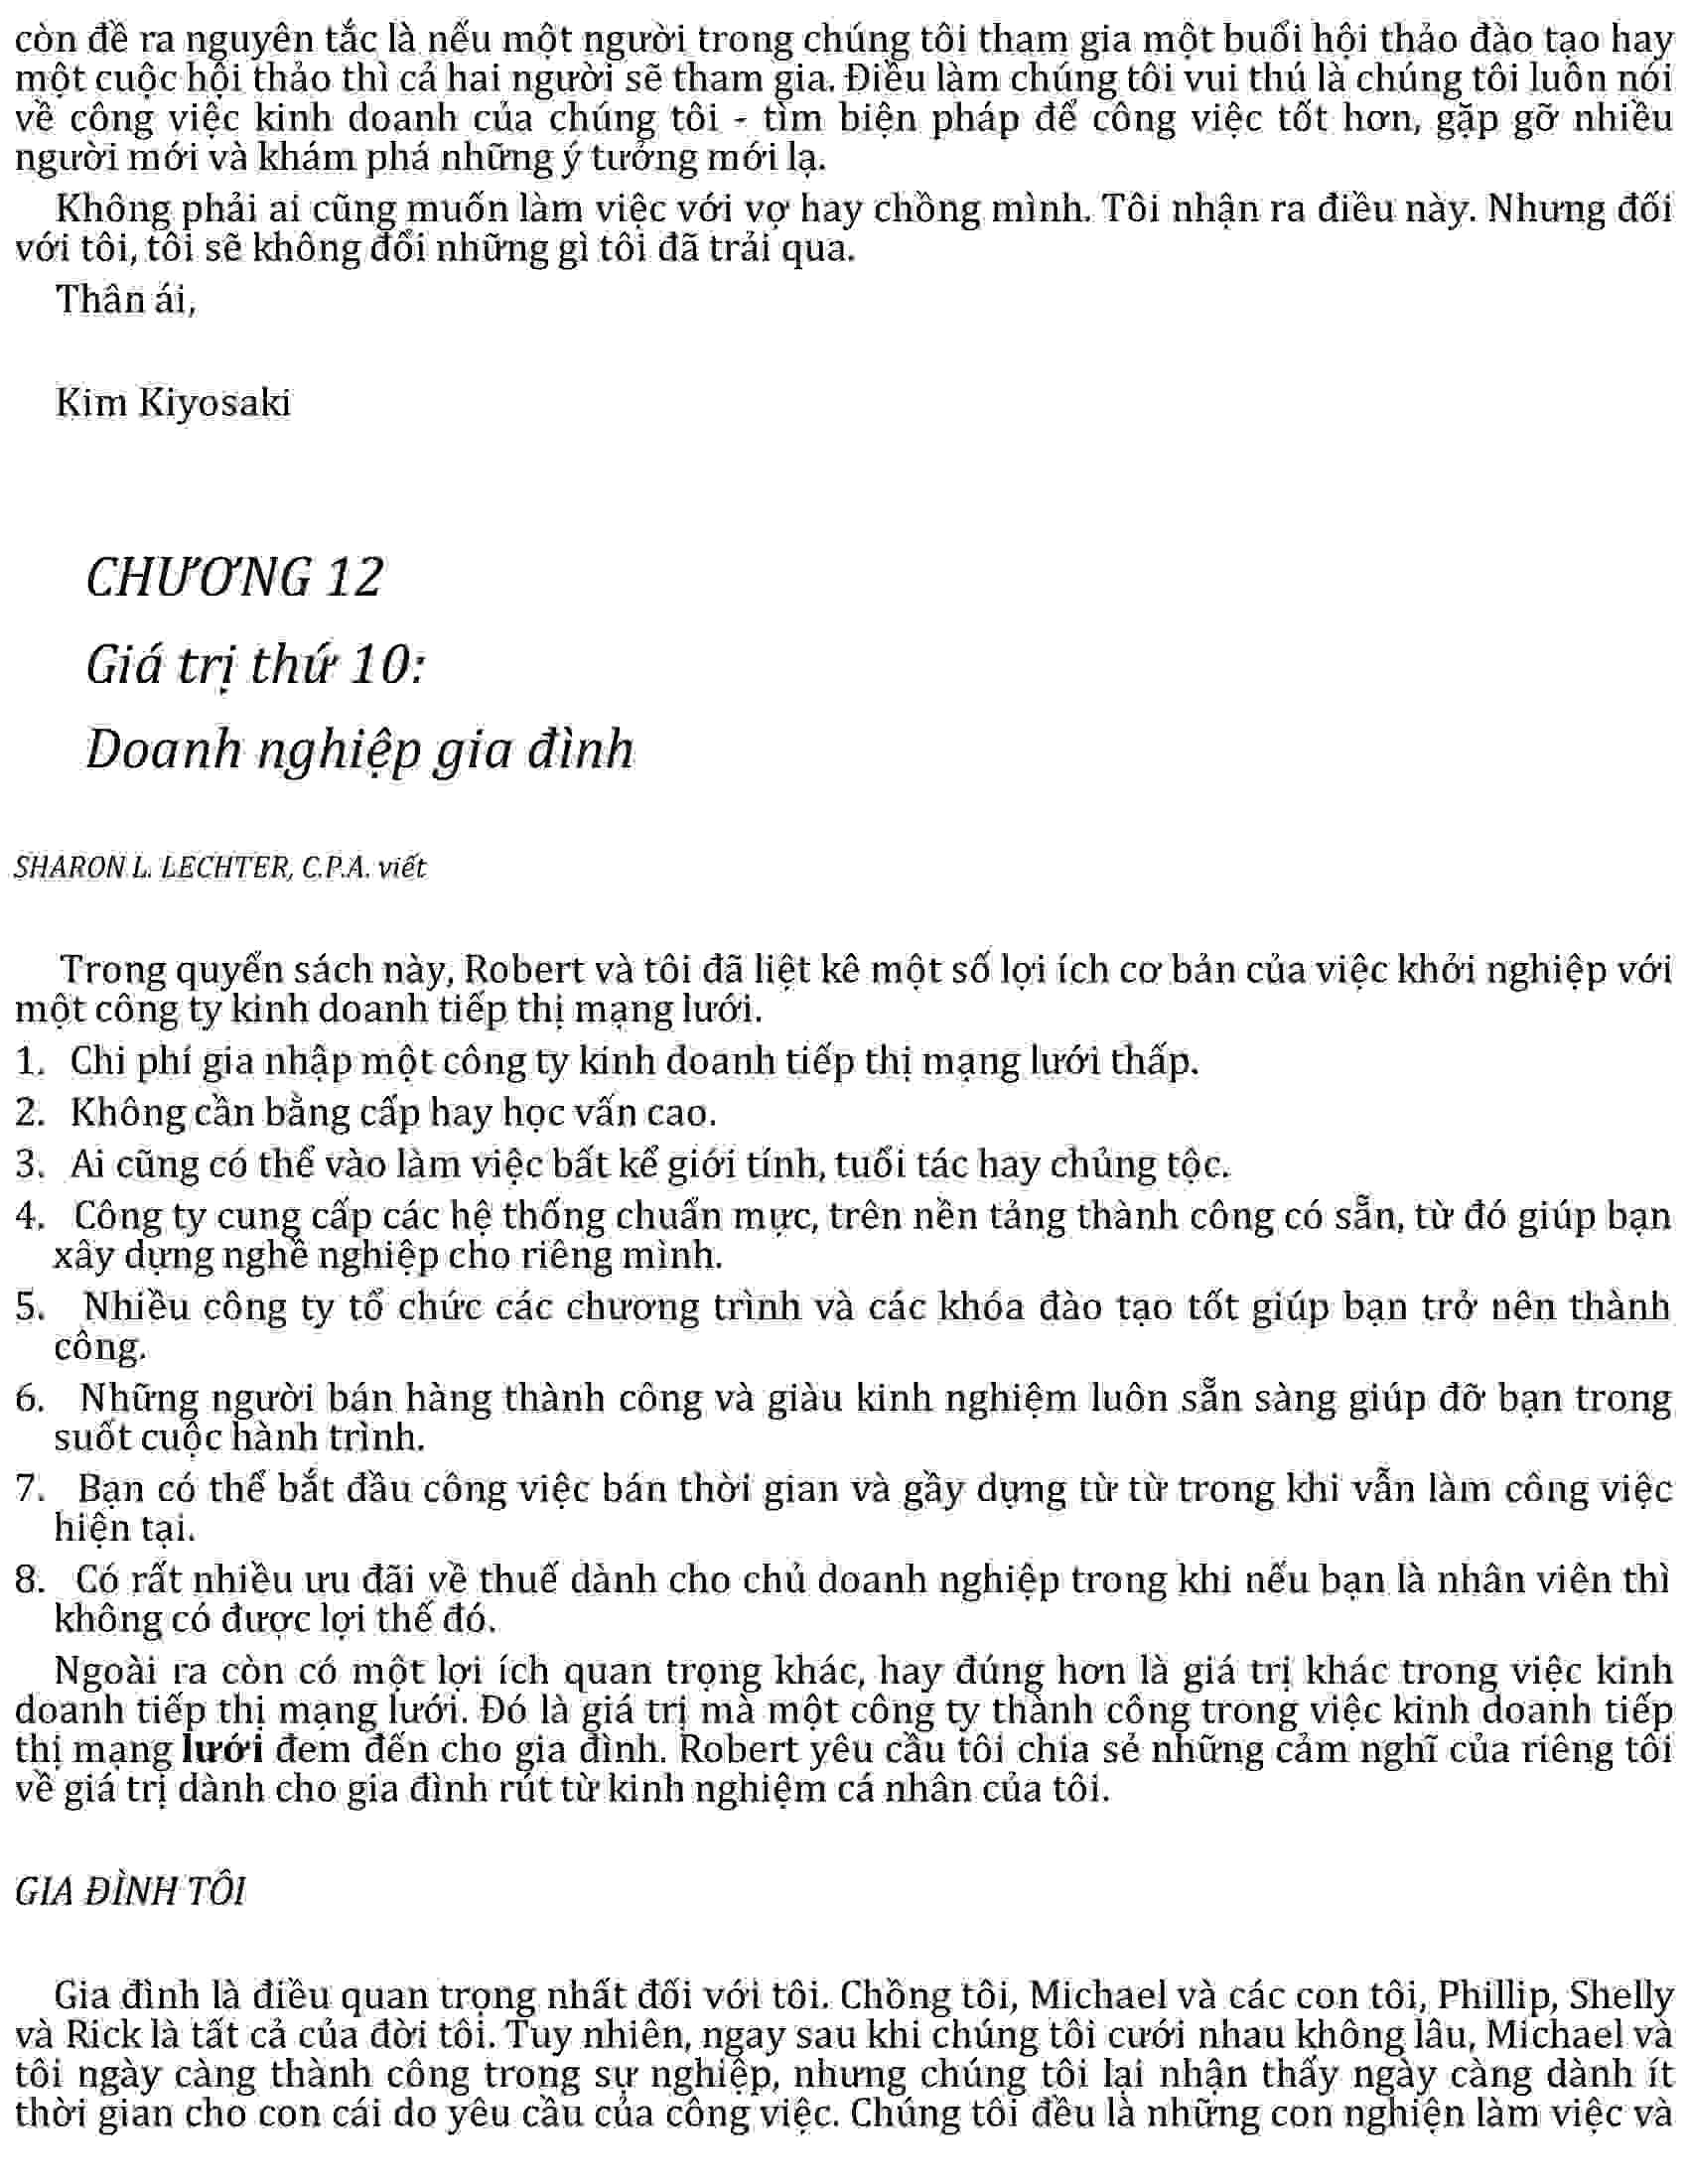 còn đề ra nguyên tắc là nếu một người trong chúng tôi tham gia một buổi hội thảo đào tạo hay
một cuộc hội thảo thì cả hai người sẽ tham gia. Điều làm chúng tôi vui thú là chúng tôi luôn nói
về công việc kinh doanh của chúng tôi - tìm biện pháp để công việc tốt hơn, gặp gỡ nhiều
người mới và khám phá những ý tưởng mới lạ.
Không phải ai cũng muốn làm việc với vợ hay chồng mình. Tôi nhận ra điều này. Nhưng đối
với tôi, tôi sẽ không đổi những gì tôi đã trải qua.
Thân ái,
Kim Kiyosaki
CHƯƠNG 12
Giá trị thứ 10:
Doanh nghiệp gia đình
SHARON L. LECHTER, C.P.A. viết
Trong quyển sách này, Robert và tôi đã liệt kê một số lợi ích cơ bản của việc khởi nghiệp với
một công ty kinh doanh tiếp thị mạng lưới.
1. Chi phí gia nhập một công ty kinh doanh tiếp thị mạng lưới thấp.
2. Không cần bằng cấp hay học vấn cao.
3. Ai cũng có thể vào làm việc bất kể giới tính, tuổi tác hay chủng tộc.
4. Công ty cung cấp các hệ thống chuẩn mực, trên nền tảng thành công có sẵn, từ đó giúp bạn
xây dựng nghề nghiệp cho riêng mình.
5. Nhiều công ty tổ chức các chương trình và các khóa đào tạo tốt giúp bạn trở nên thành
công.
6. Những người bán hàng thành công và giàu kinh nghiệm luôn sẵn sàng giúp đỡ bạn trong
suốt cuộc hành trình.
7. Bạn có thể bắt đầu công việc bán thời gian và gầy dựng từ từ trong khi vẫn làm công việc
hiện tại.
8. Có rất nhiều ưu đãi về thuế dành cho chủ doanh nghiệp trong khi nếu bạn là nhân viên thì
không có được lợi thế đó.
Ngoài ra còn có một lợi ích quan trọng khác, hay đúng hơn là giá trị khác trong việc kinh
doanh tiếp thị mạng lưới. Đó là giá trị mà một công ty thành công trong việc kinh doanh tiếp
thị mạng lưới đem đến cho gia đình. Robert yêu cầu tôi chia sẻ những cảm nghĩ của riêng tôi
về giá trị dành cho gia đình rút từ kinh nghiệm cá nhân của tôi.
GIA ĐÌNH TÔI
Gia đình là điều quan trọng nhất đối với tôi. Chồng tôi, Michael và các con tôi, Phillip, Shelly
và Rick là tất cả của đời tôi. Tuy nhiên, ngay sau khi chúng tôi cưới nhau không lâu, Michael và
tôi ngày càng thành công trong sự nghiệp, nhưng chúng tôi lại nhận thấy ngày càng dành ít
thời gian cho con cái do yêu cầu của công việc. Chúng tôi đều là những con nghiện làm việc và